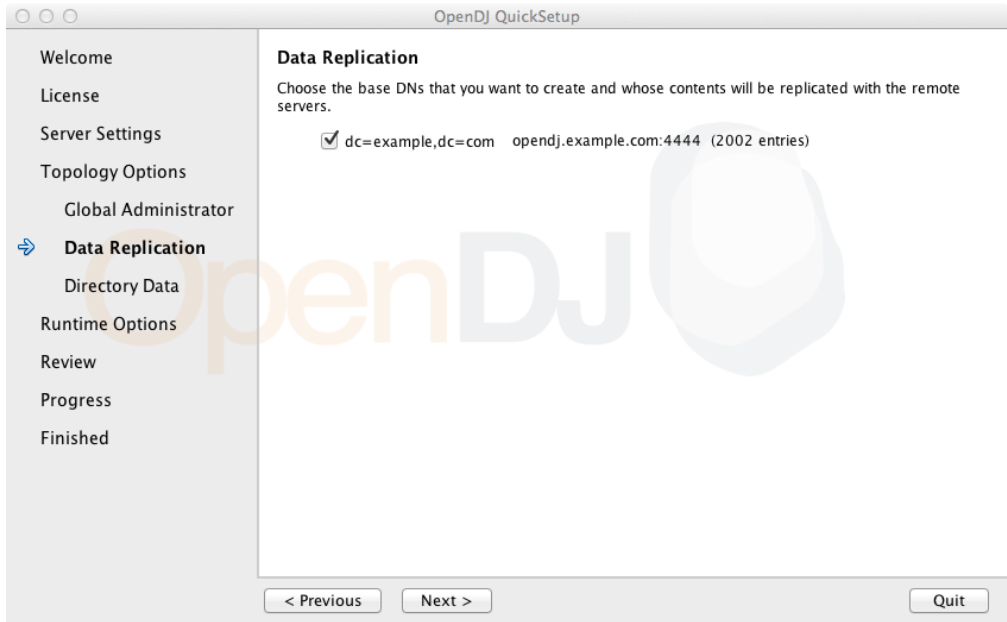 OpenDJ QuickSetup
Welcome
License
Server Settings
Topology Options
Global Administrator
Data Replication
Directory Data
Runtime Options
Review
Progress
Finished
Data Replication
Choose the base DNs that you want to create and whose contents will be replicated with the remote
servers.
dc=example,dc=com opendj.example.com:4444 (2002 entries)
OpenDJ
< Previous
Next >
Quit